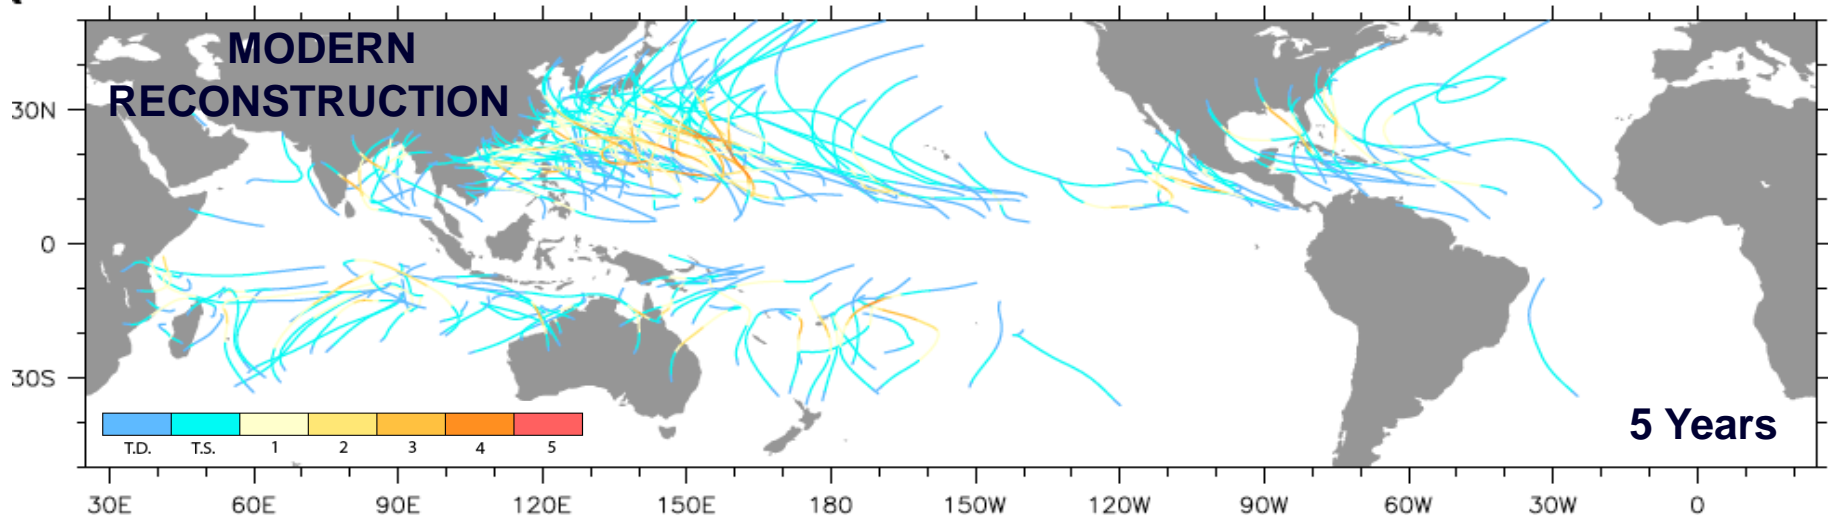 MODERN
RECONSTRUCTION
30N
0
30S
T.D. T.S. 1 2 3 4 5
5 Years
30E 60E 90E 120E 150E 180 150W 120W 90W 60W 30W 0